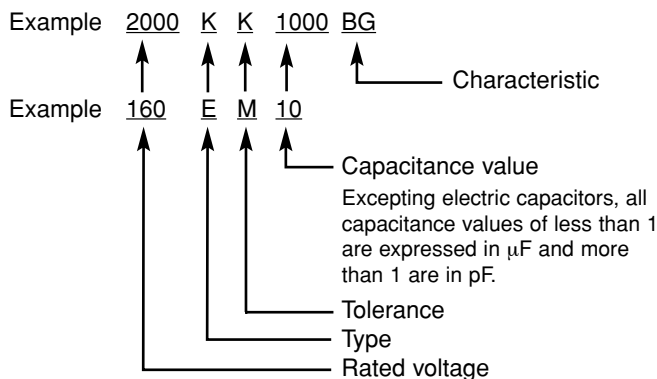 Example 2000 K K 1000 BG
Characteristic
Example 160 E M 10
Capacitance value
Excepting electric capacitors, all
capacitance values of less than 1
are expressed in μF and more
than 1 are in pF.
Tolerance
Type
Rated voltage